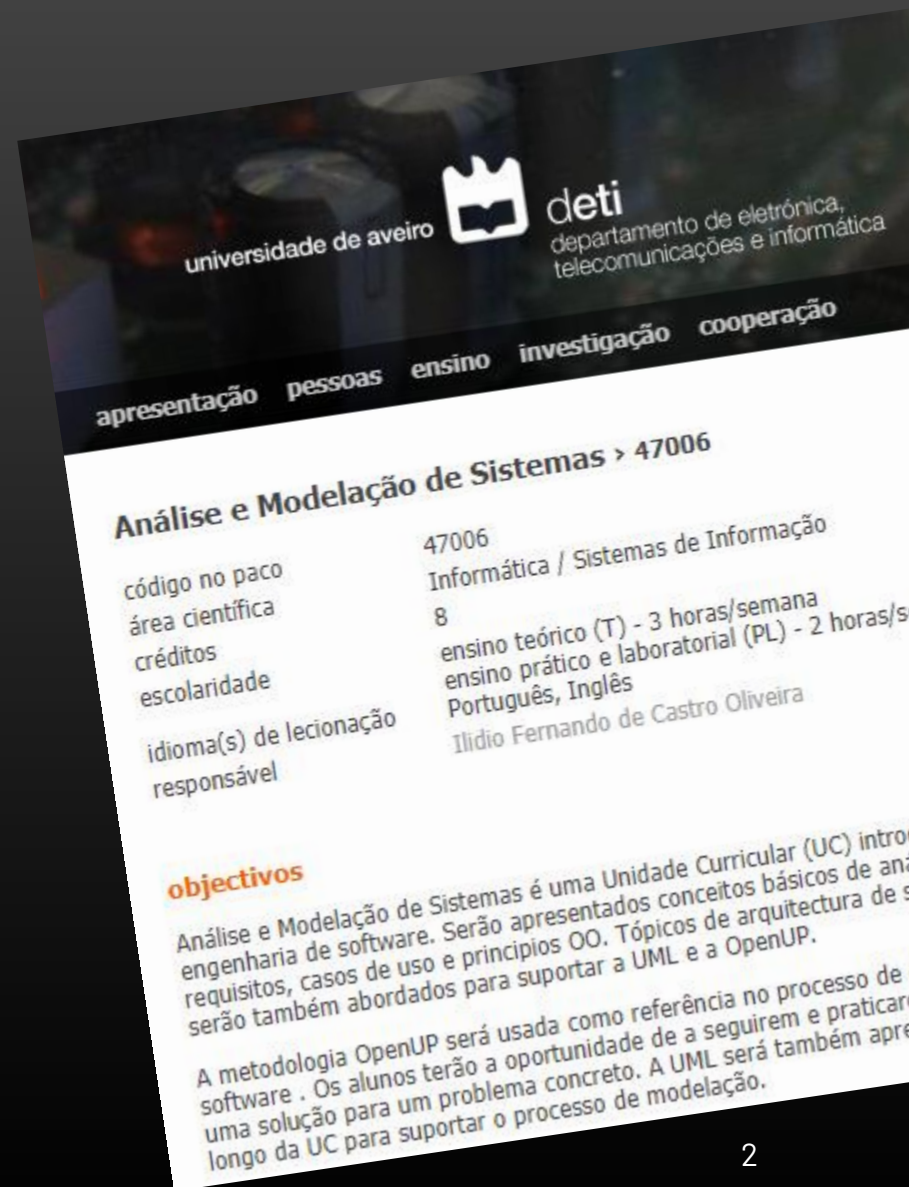 universidade de aveiro
deti
departamento de eletrónica,
telecomunicações e informática
apresentação pessoas ensino investigação cooperação
Análise e Modelação de Sistemas › 47006
código no paco 47006
área científica Informática / Sistemas de Informação
créditos 8
escolaridade ensino teórico (T) - 3 horas/semana
ensino prático e laboratorial (PL) - 2 horas/s
idioma(s) de lecionação Português, Inglês
responsável Ilídio Fernando de Castro Oliveira
objectivos
Análise e Modelação de Sistemas é uma Unidade Curricular (UC) intro
engenharia de software. Serão apresentados conceitos básicos de aná
requisitos, casos de uso e principios OO. Tópicos de arquitectura de s
serão também abordados para suportar a UML e a OpenUP.
A metodologia OpenUP será usada como referência no processo de
software . Os alunos terão a oportunidade de a seguirem e praticare
uma solução para um problema concreto. A UML será também apre
longo da UC para suportar o processo de modelação.
2